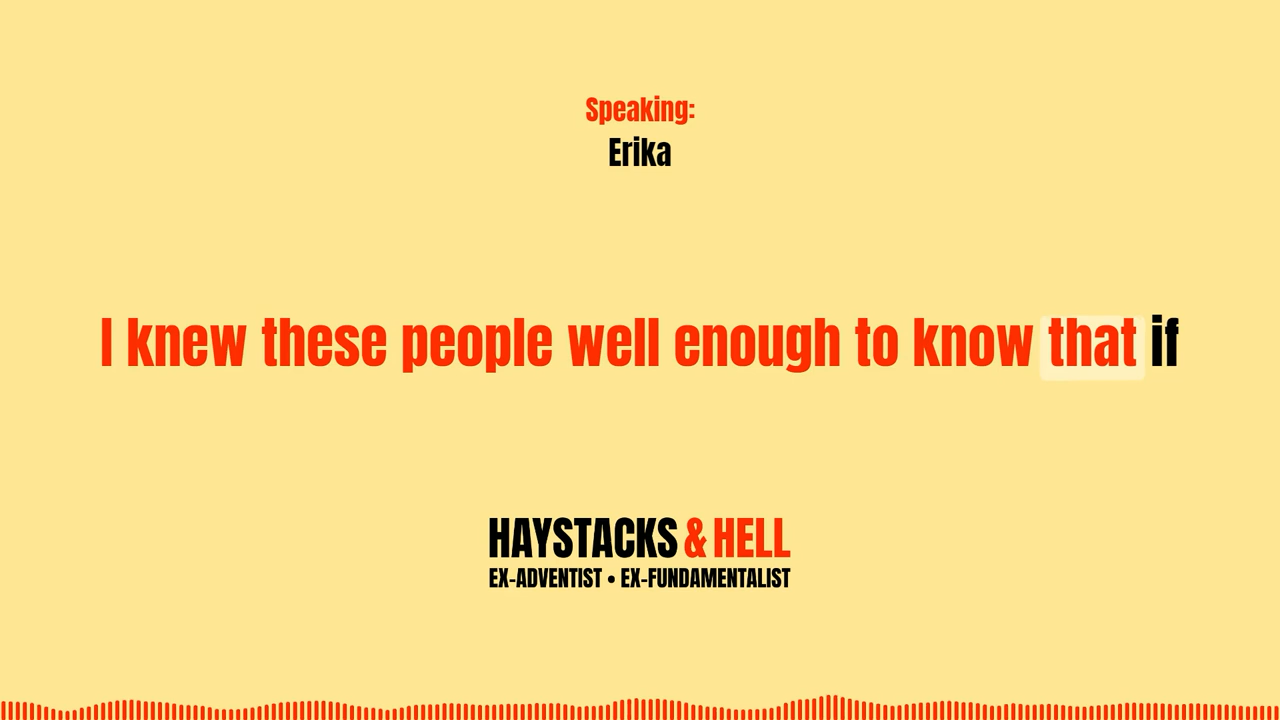 Speaking:
Erika
I knew these people well enough to know that if
HAYSTACKS & HELL
EX-ADVENTIST • EX-FUNDAMENTALIST